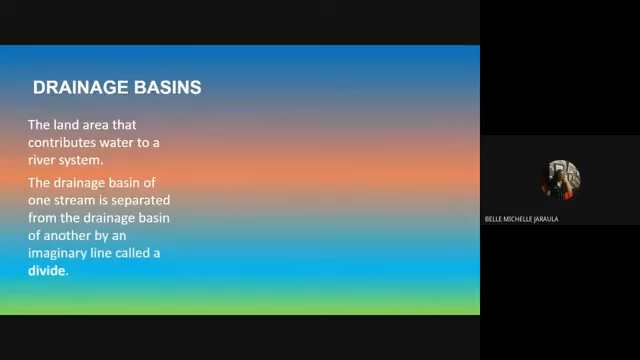 DRAINAGE BASINS
The land area that
contributes water to a
river system.
The drainage basin of
one stream is separated
from the drainage basin
of another by an
imaginary line called a
divide.
BELLE MICHELLE JARAULA